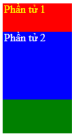 Phần tử 1
Phần tử 2